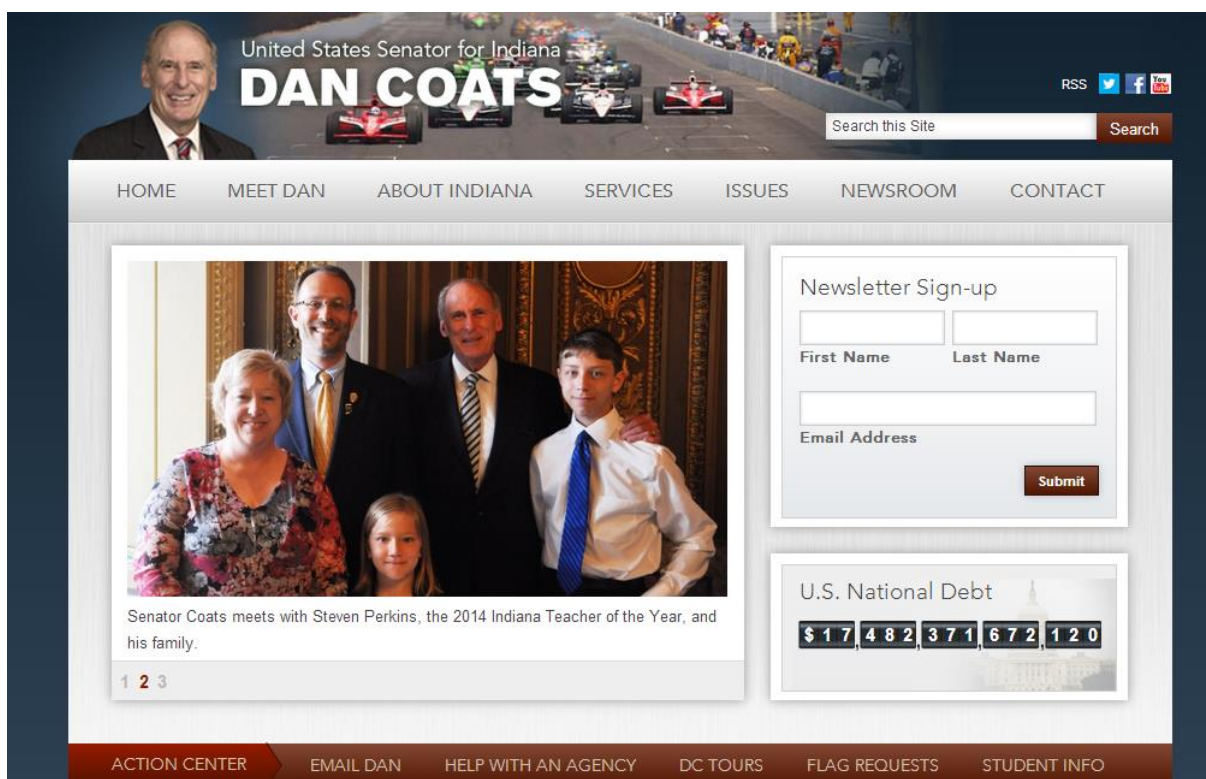 United States Senator for Indiana
DAN COATS
RSS
You
Tube
Search this Site
Search
HOME MEET DAN ABOUT INDIANA SERVICES ISSUES NEWSROOM CONTACT
Senator Coats meets with Steven Perkins, the 2014 Indiana Teacher of the Year, and
his family.
1 2 3
Newsletter Sign-up
First Name Last Name
Email Address
Submit
U.S. National Debt
$17,482,371,672,120
ACTION CENTER EMAIL DAN HELP WITH AN AGENCY DC TOURS FLAG REQUESTS STUDENT INFO